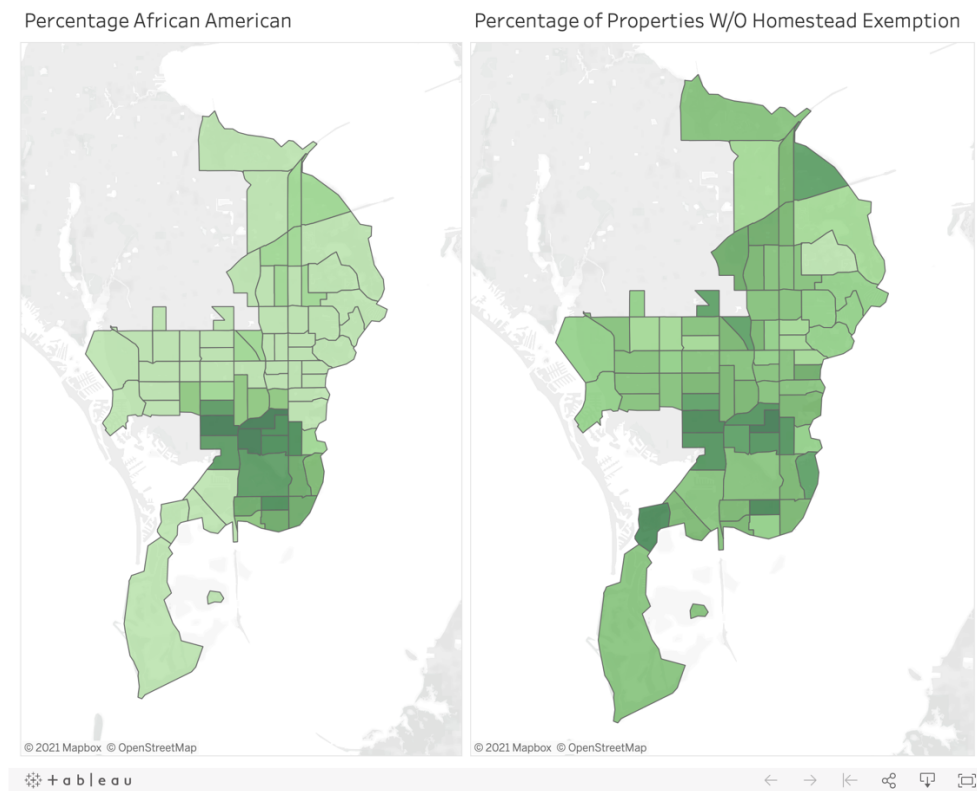 Percentage African American
Percentage of Properties W/O Homestead Exemption
© 2021 Mapbox © OpenStreetMap
© 2021 Mapbox © OpenStreetMap
+ableau